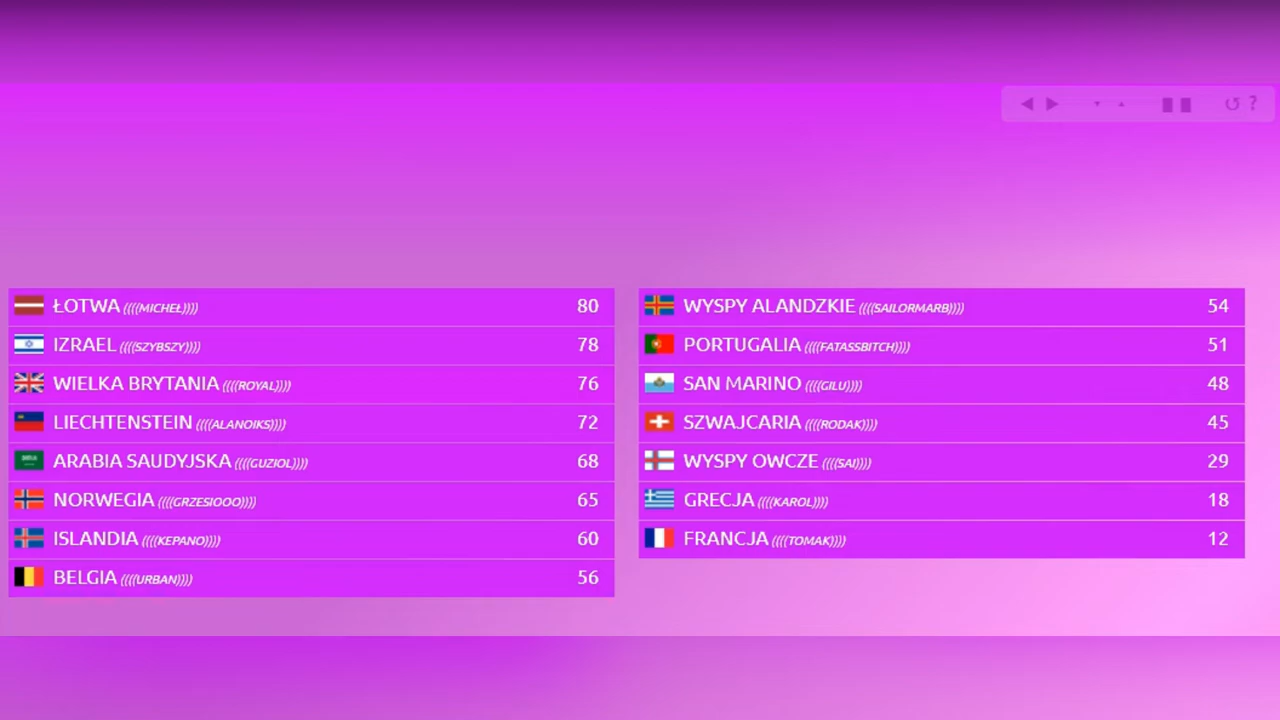 ŁOTWA ((((MICHEŁ)))) 80
IZRAEL ((((SZYBSZY)))) 78
WIELKA BRYTANIA ((((ROYAL)))) 76
LIECHTENSTEIN ((((ALANOIKS)))) 72
ARABIA SAUDYJSKA ((((GUZIOL)))) 68
NORWEGIA ((((GRZESIOOO)))) 65
ISLANDIA ((((KEPANO)))) 60
BELGIA ((((URBAN)))) 56
WYSPY ALANDZKIE ((((SAILORMARB)))) 54
PORTUGALIA ((((FATASSBITCH)))) 51
SAN MARINO ((((GILU)))) 48
SZWAJCARIA ((((RODAK)))) 45
WYSPY OWCZE ((((SAI)))) 29
GRECJA ((((KAROL)))) 18
FRANCJA ((((TOMAK)))) 12
?